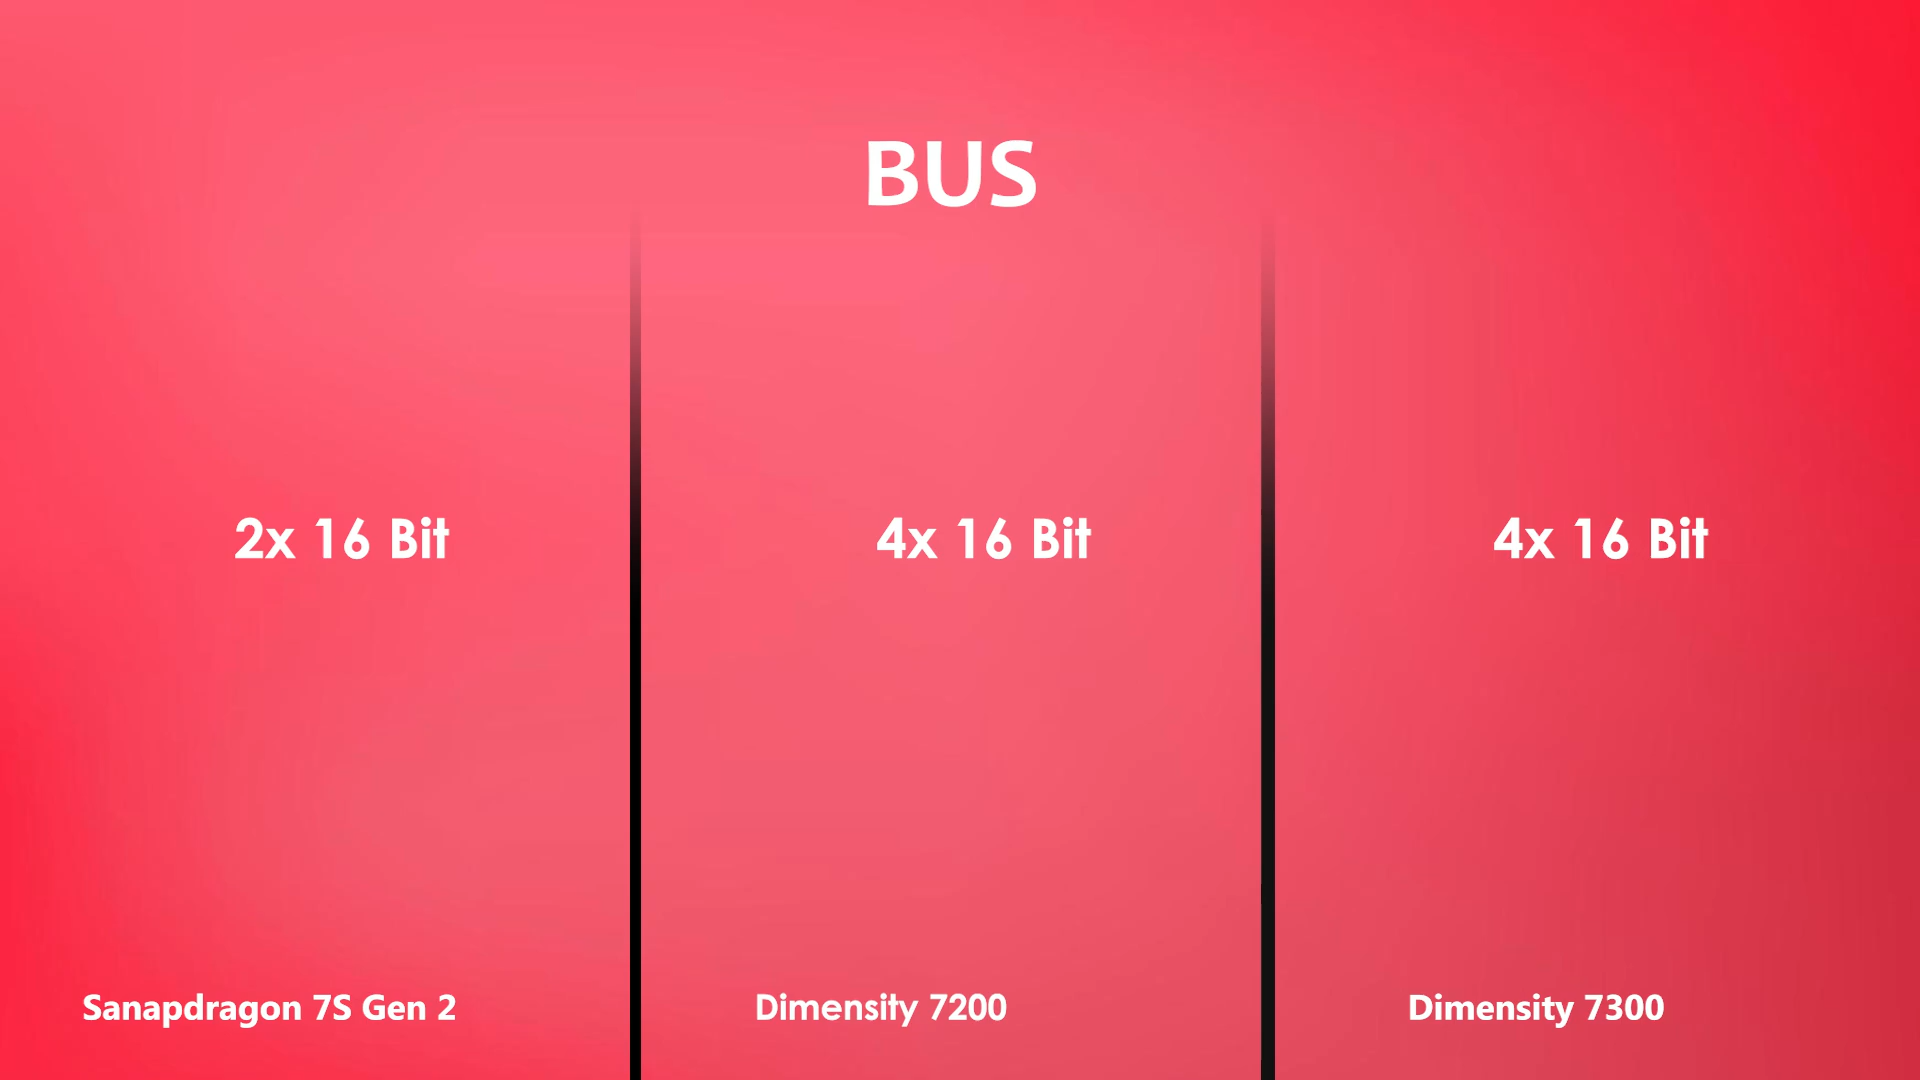 BUS
2x 16 Bit
4x 16 Bit
4x 16 Bit
Sanapdragon 7S Gen 2
Dimensity 7200
Dimensity 7300